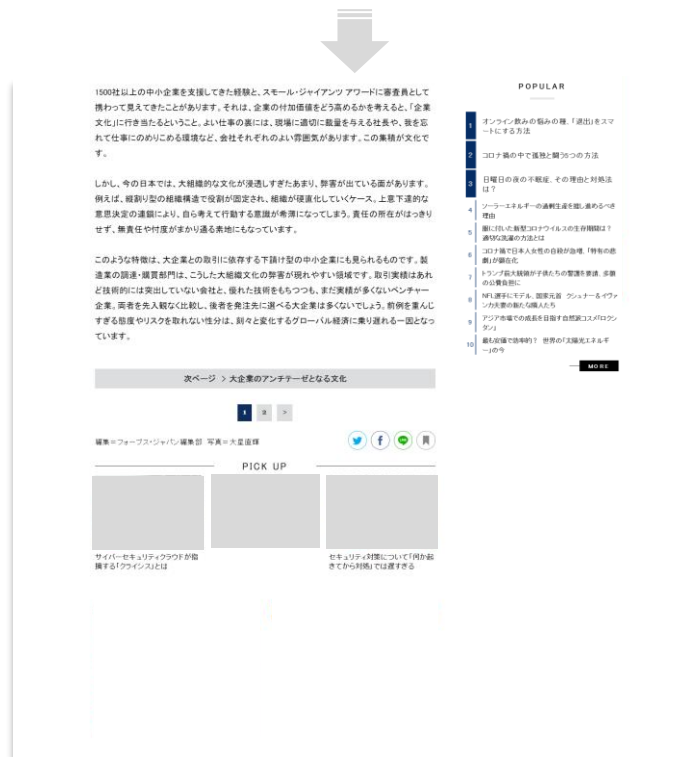 1500社以上の中小企業を支援してきた経験と、スモール・ジャイアンツ アワードに審査員として
携わって見えてきたことがあります。それは、企業の付加価値をどう高めるかを考えると、「企業
文化」に行き当たるということ。よい仕事の裏には、現場に適切に裁量を与える社長や、我を忘
れて仕事にのめりこめる環境など、会社それぞれのよい雰囲気があります。この集積が文化で
す。
しかし、今の日本では、大組織的な文化が浸透しすぎたあまり、弊害が出ている面があります。
例えば、縦割り型の組織構造で役割が固定され、組織が硬直化していくケース。上意下達的な
意思決定の連鎖により、自ら考えて行動する意識が希薄になってしまう。責任の所在がはっきり
せず、無責任や忖度がまかり通る素地にもなっています。
このような特徴は、大企業との取引に依存する下請け型の中小企業にも見られるものです。製
造業の調達・購買部門は、こうした大組織文化の弊害が現れやすい領域です。取引実績はあれ
ど技術的には突出していない会社と、優れた技術をもちつつも、まだ実績が多くないベンチャー
企業。両者を先入観なく比較し、後者を発注先に選べる大企業は多くないでしょう。前例を重んじ
すぎる態度やリスクを取れない性分は、刻々と変化するグローバル経済に乗り遅れる一因となっ
ています。
次ページ > 大企業のアンチテーゼとなる文化
1 2 >
編集=フォーブス・ジャパン編集部 写真=大星直輝
PICK UP
サイバーセキュリティクラウドが指
摘する「クライシス」とは
セキュリティ対策について「何か起
きてから対処」では遅すぎる
POPULAR
1 オンライン飲みの悩みの種、「退出」をスマ
ートにする方法
2 コロナ禍の中で孤独と闘う5つの方法
3 日曜日の夜の不眠症、その理由と対処法
は?
4 ソーラーエネルギーの過剰生産を推し進めるべき
理由
5 服に付いた新型コロナウイルスの生存期間は?
適切な洗濯の方法とは
6 コロナ禍で日本人女性の自殺が急増、「特有の悲
劇」が顕在化
7 トランプ前大統領が子供たちの警護を要請、多額
の公費負担に
8 NFL選手にモデル、国家元首 クシュナー&イヴァ
ンカ夫妻の新たな隣人たち
9 アジア市場での成長を目指す自然派コスメ「ロクシ
タン」
10 最も安価で効率的? 世界の「太陽光エネルギ
ー」の今
MORE